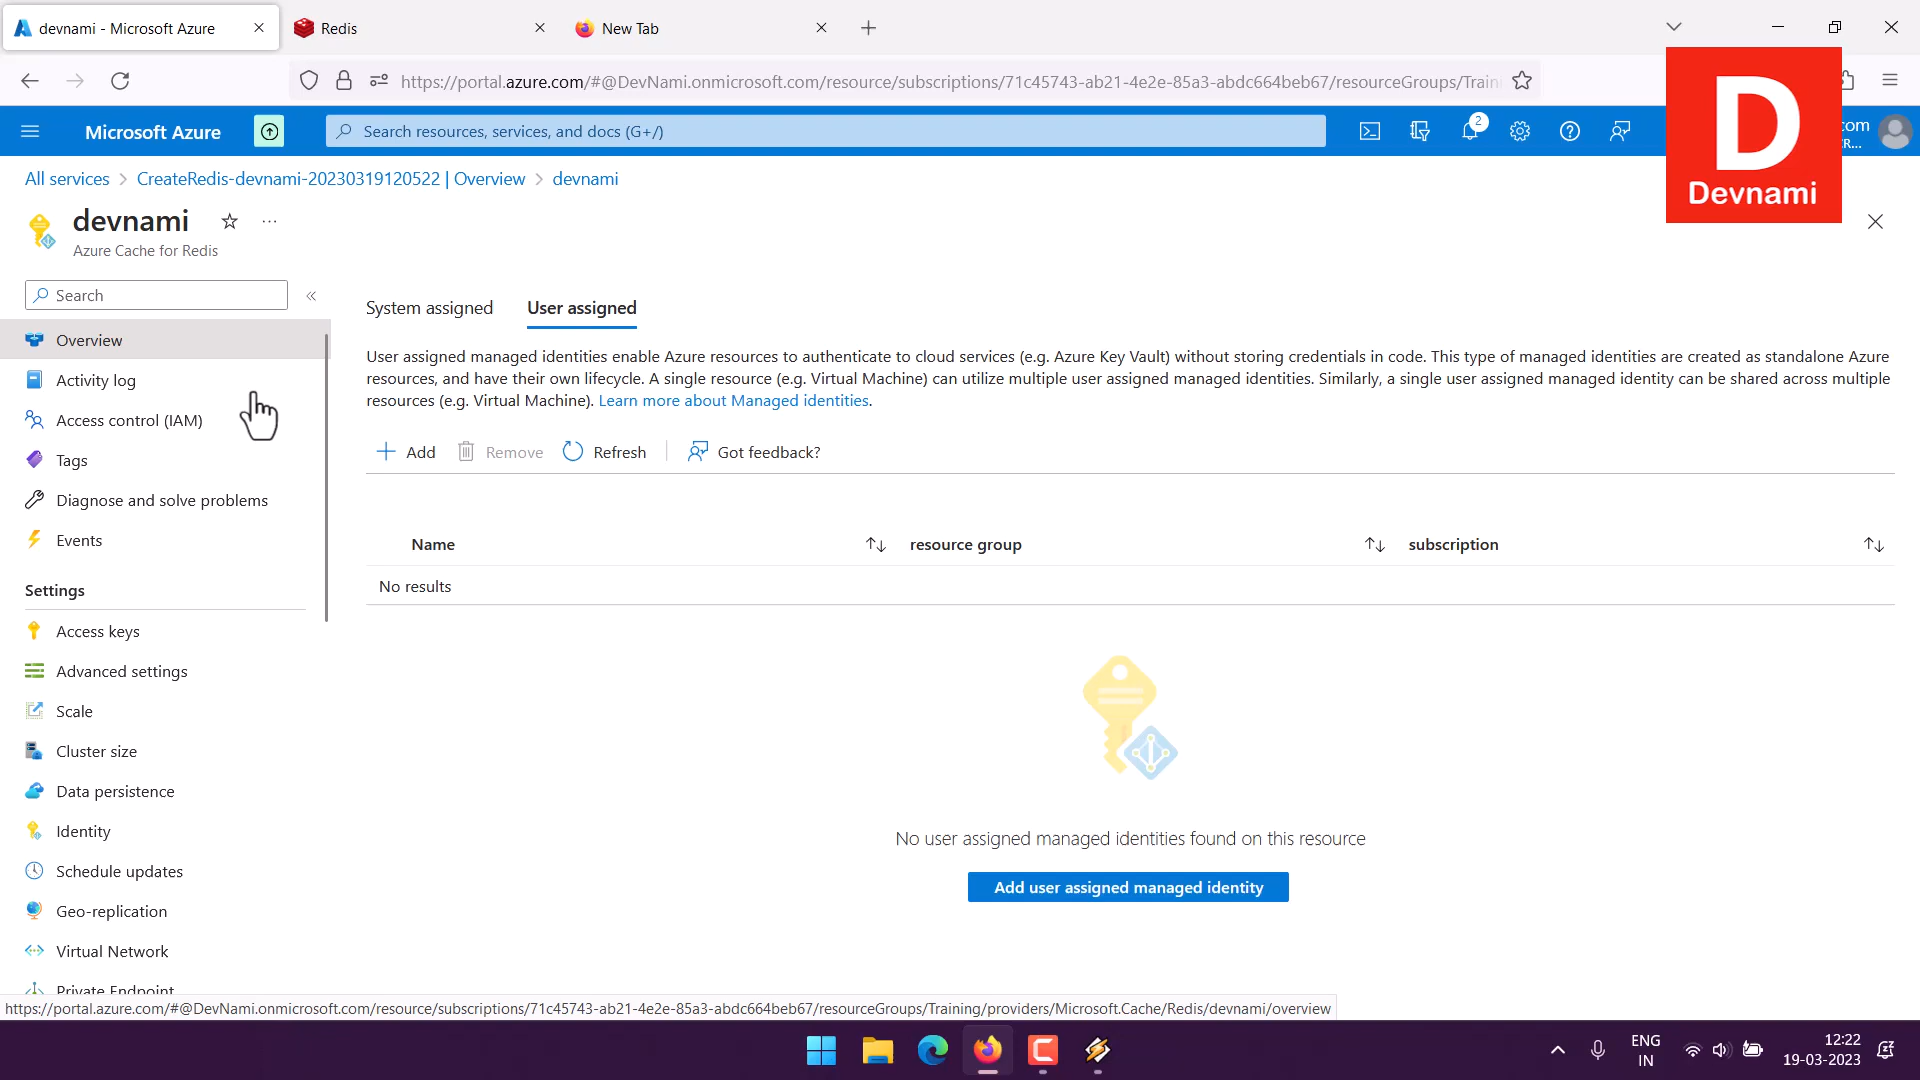 devnami - Microsoft Azure
Redis
New Tab
https://portal.azure.com/#@DevNami.onmicrosoft.com/resource/subscriptions/71c45743-ab21-4e2e-85a3-abdc664beb67/resourceGroups/Train
Microsoft Azure
Search resources, services, and docs (G+/)
2
com
R...
D
Devnami
All services > CreateRedis-devnami-20230319120522 | Overview > devnami
devnami
Azure Cache for Redis
Search
Overview
Activity log
Access control (IAM)
Tags
Diagnose and solve problems
Events
Settings
Access keys
Advanced settings
Scale
Cluster size
Data persistence
Identity
Schedule updates
Geo-replication
Virtual Network
Private Endpoint
System assigned
User assigned
User assigned managed identities enable Azure resources to authenticate to cloud services (e.g. Azure Key Vault) without storing credentials in code. This type of managed identities are created as standalone Azure
resources, and have their own lifecycle. A single resource (e.g. Virtual Machine) can utilize multiple user assigned managed identities. Similarly, a single user assigned managed identity can be shared across multiple
resources (e.g. Virtual Machine). Learn more about Managed identities.
Add
Remove
Refresh
Got feedback?
Name
resource group
subscription
No results
No user assigned managed identities found on this resource
Add user assigned managed identity
https://portal.azure.com/#@DevNami.onmicrosoft.com/resource/subscriptions/71c45743-ab21-4e2e-85a3-abdc664beb67/resourceGroups/Training/providers/Microsoft.Cache/Redis/devnami/overview
ENG
IN
12:22
19-03-2023